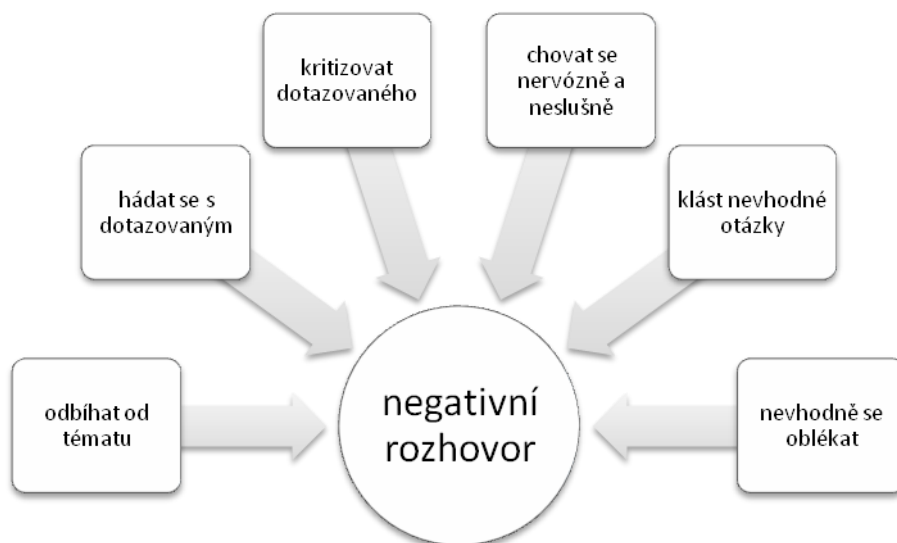 kritizovat
dotazovaného
chovat se
nervózně a
neslušně
hádat se s
dotazovaným
klást nevhodné
otázky
odbíhat od
tématu
negativní
rozhovor
nevhodně se
oblékat